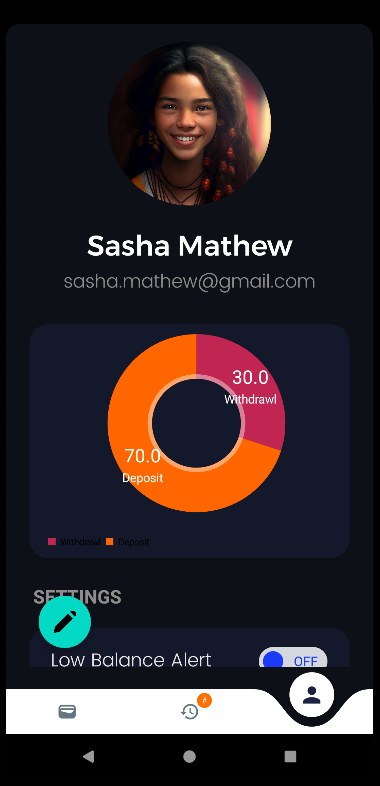 Sasha Mathew
sasha.mathew@gmail.com
30.0
Withdrawl
70.0
Deposit
Withdrawl Deposit
SETTINGS
Low Balance Alert OFF